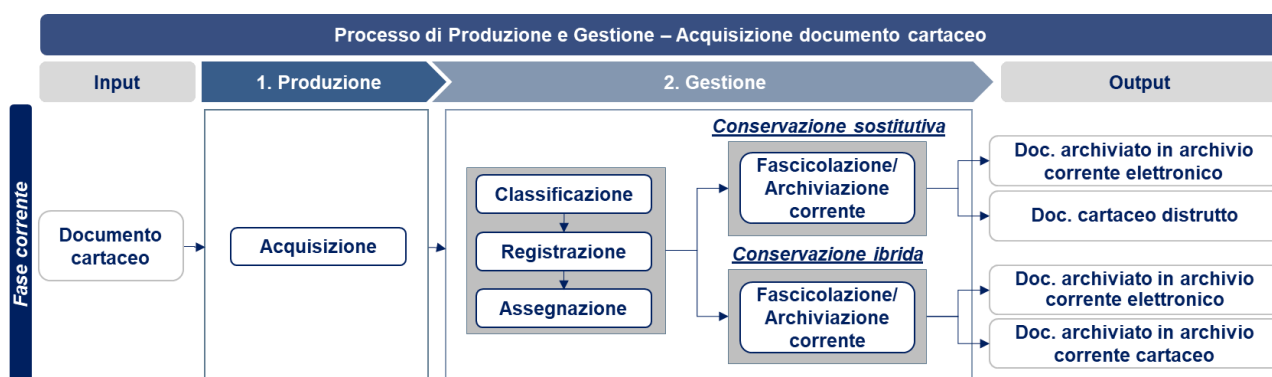 Processo di Produzione e Gestione – Acquisizione documento cartaceo
Input
1. Produzione
2. Gestione
Output
Fase corrente
Documento
cartaceo
Acquisizione
Classificazione
Registrazione
Assegnazione
Conservazione sostitutiva
Fascicolazione/
Archiviazione
corrente
Conservazione ibrida
Fascicolazione/
Archiviazione
corrente
Doc. archiviato in archivio
corrente elettronico
Doc. cartaceo distrutto
Doc. archiviato in archivio
corrente elettronico
Doc. archiviato in archivio
corrente cartaceo